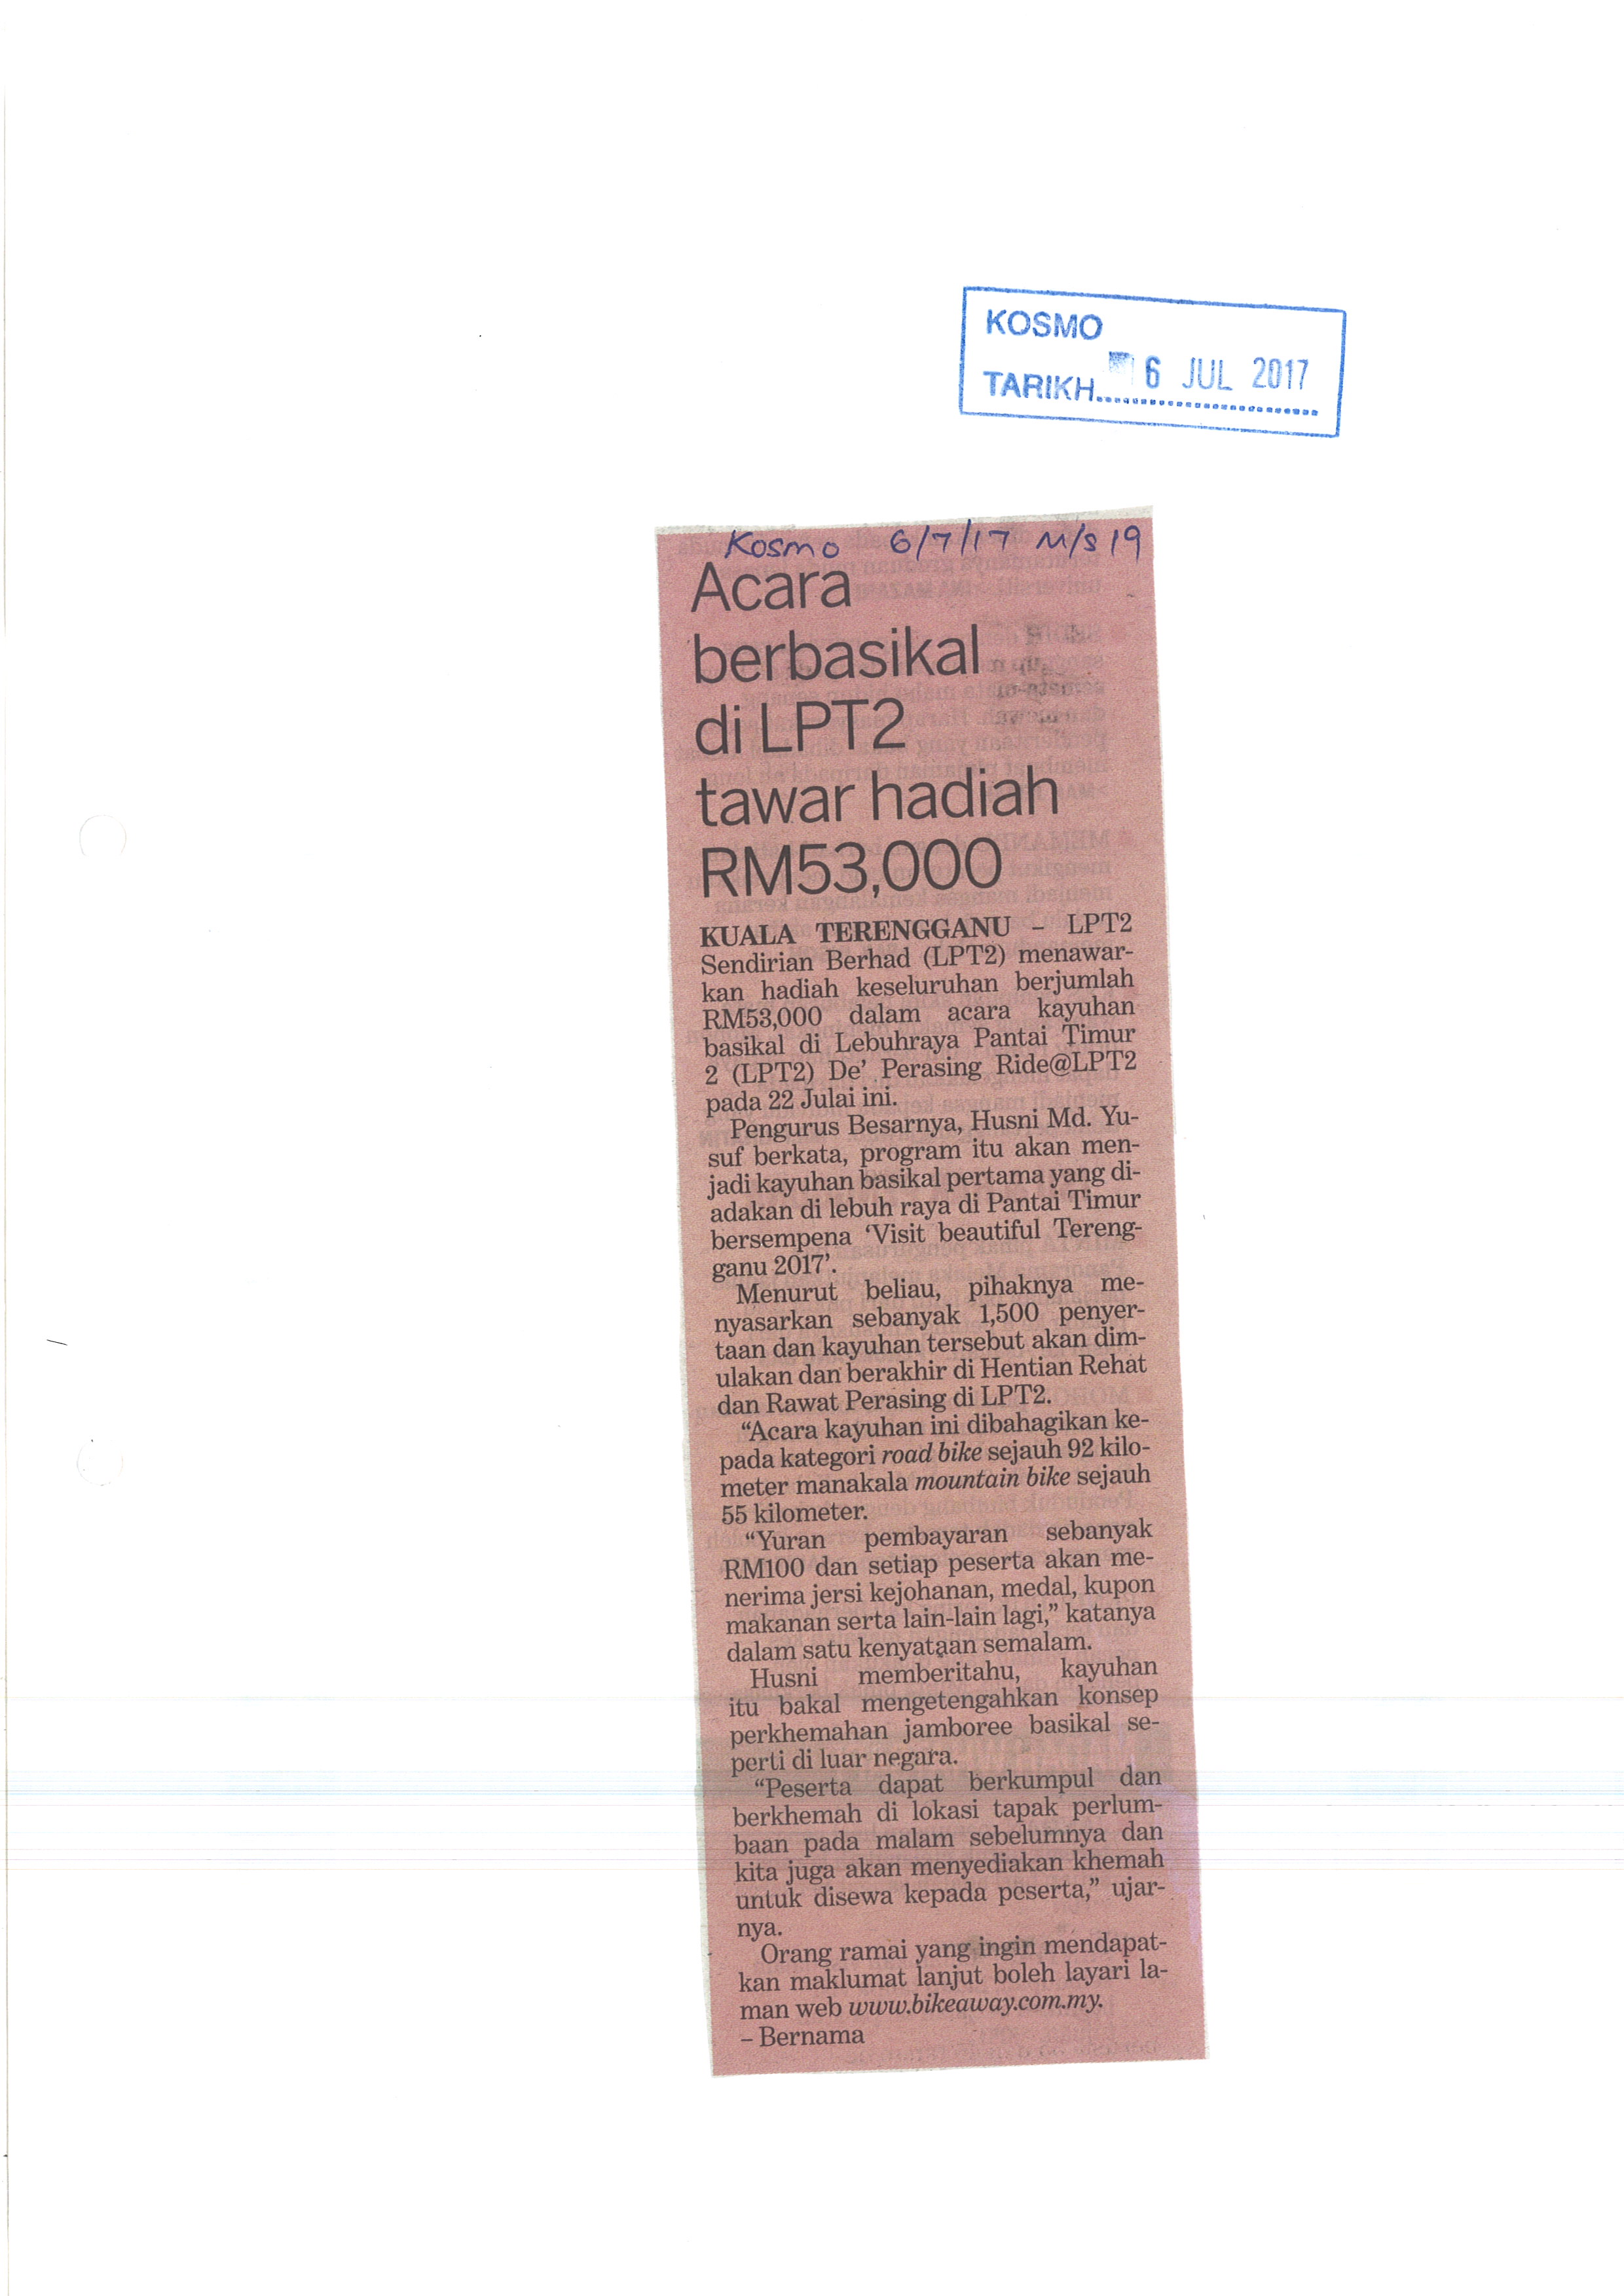 KOSMO
TARIKH 6 JUL 2017
Kosmo 6/7/17 M/S 19
Acara
berbasikal
di LPT2
tawar hadiah
RM53,000
KUALA TERENGGANU – LPT2
Sendirian Berhad (LPT2) menawar-
kan hadiah keseluruhan berjumlah
RM53,000 dalam acara kayuhan
basikal di Lebuhraya Pantai Timur
2 (LPT2) De’ Perasing Ride@LPT2
pada 22 Julai ini.
Pengurus Besarnya, Husni Md. Yu-
suf berkata, program itu akan men-
jadi kayuhan basikal pertama yang di-
adakan di lebuh raya di Pantai Timur
bersempena ‘Visit beautiful Tereng-
ganu 2017’.
Menurut beliau, pihaknya me-
nyasarkan sebanyak 1,500 penyer-
taan dan kayuhan tersebut akan dim-
ulakan dan berakhir di Hentian Rehat
dan Rawat Perasing di LPT2.
“Acara kayuhan ini dibahagikan ke-
pada kategori road bike sejauh 92 kilo-
meter manakala mountain bike sejauh
55 kilometer.
“Yuran pembayaran sebanyak
RM100 dan setiap peserta akan me-
nerima jersi kejohanan, medal, kupon
makanan serta lain-lain lagi,” katanya
dalam satu kenyataan semalam.
Husni memberitahu, kayuhan
itu bakal mengetengahkan konsep
perkhemahan jamboree basikal se-
perti di luar negara.
“Peserta dapat berkumpul dan
berkhemah di lokasi tapak perlum-
baan pada malam sebelumnya dan
kita juga akan menyediakan khemah
untuk disewa kepada peserta,” ujar-
nya.
Orang ramai yang ingin mendapat-
kan maklumat lanjut boleh layari la-
man web www.bikeaway.com.my.
– Bernama